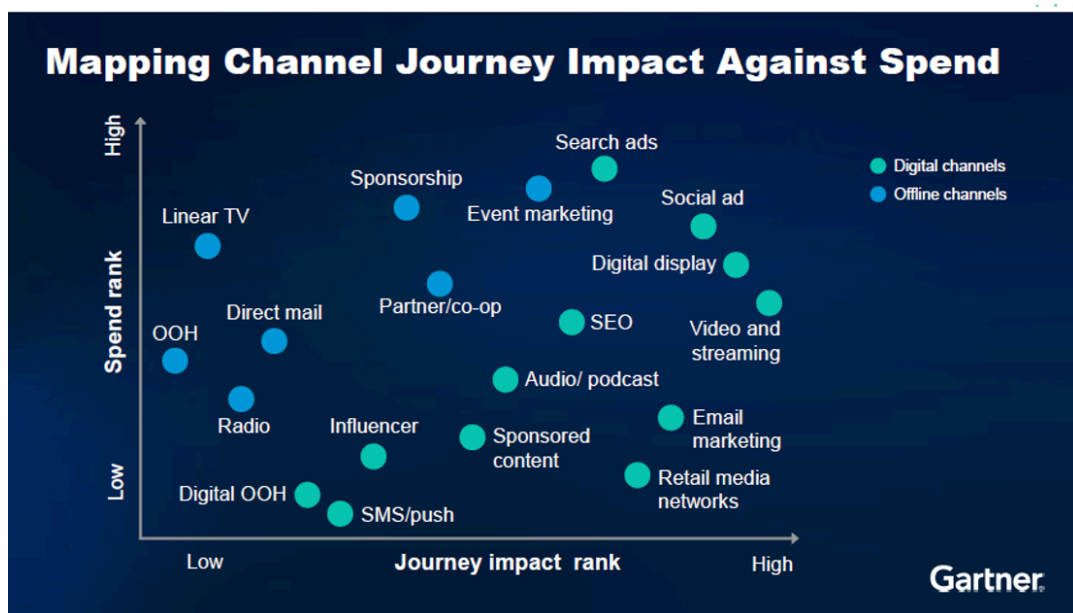 Mapping Channel Journey Impact Against Spend
High
Spend rank
Low
Search ads
Digital channels
Offline channels
Sponsorship
Event marketing
Social ad
Linear TV
Digital display
Partner/co-op
Direct mail
SEO
Video and
streaming
OOH
Audio/ podcast
Radio
Influencer
Sponsored
content
Email
marketing
Digital OOH
SMS/push
Retail media
networks
Low
Journey impact rank
High
Gartner